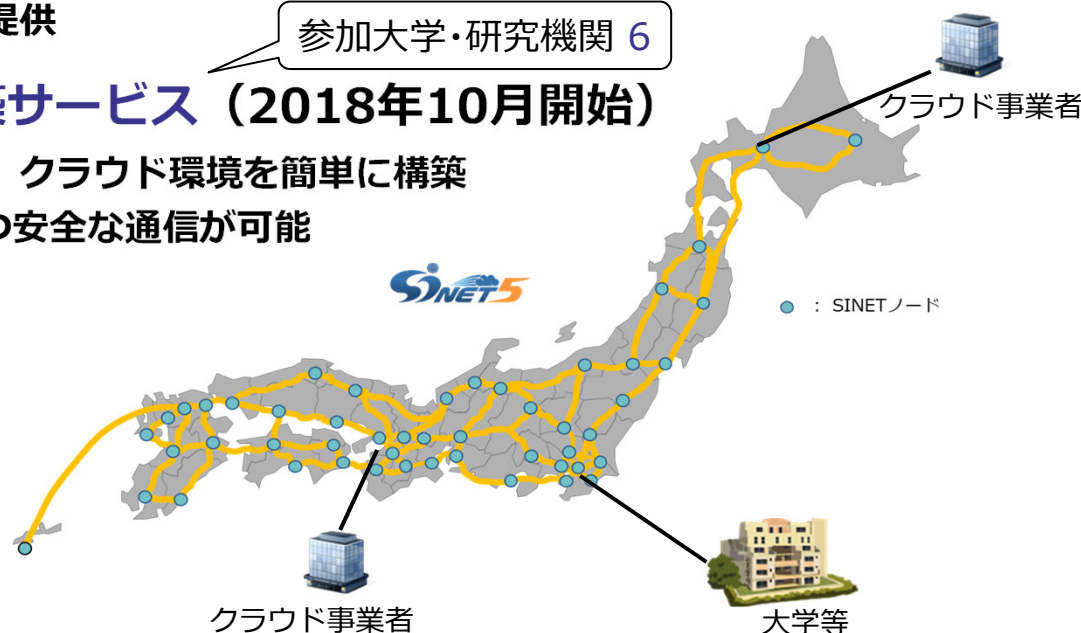 提供
参加大学・研究機関 6
サービス（2018年10月開始）
クラウド環境を簡単に構築
安全な通信が可能
クラウド事業者
SINET5
： SINETノード
クラウド事業者
大学等